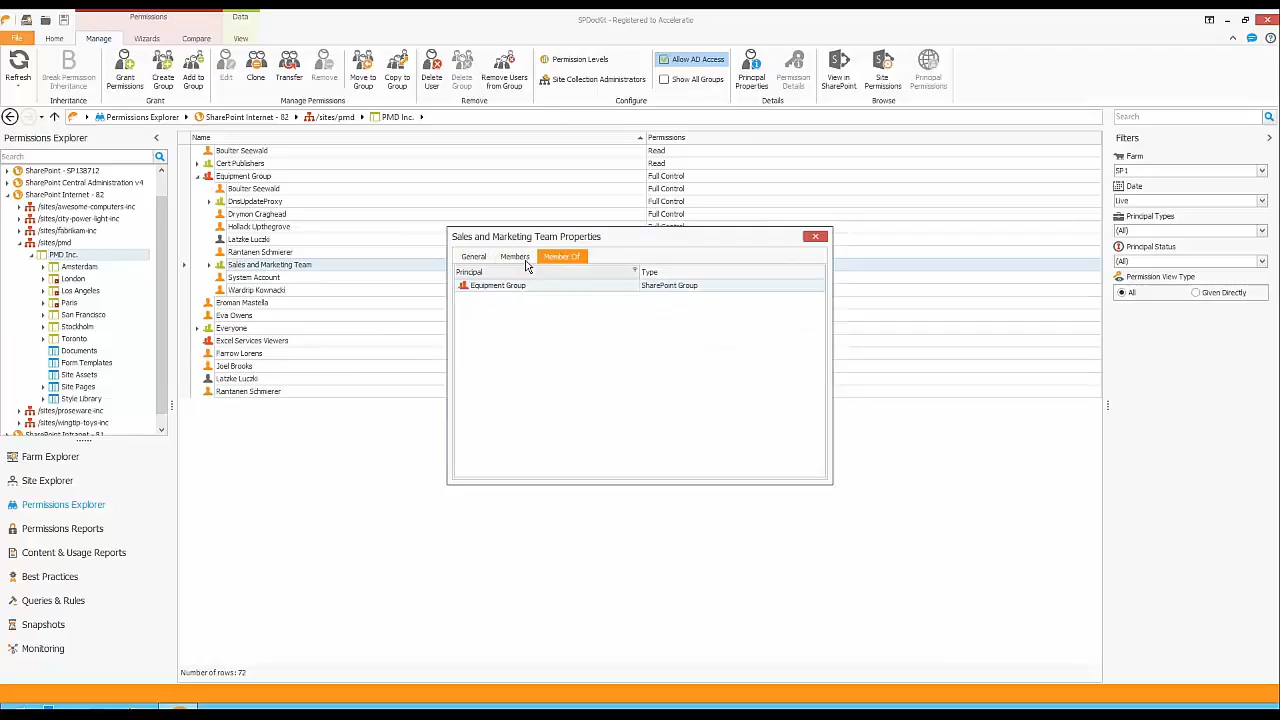 Permissions Data SPDocKit - Registered to Acceleratio
File Home Manage Wizards Compare View
Refresh
Break Permission Inheritance
Inheritance
Grant Permissions
Create Group
Add to Group
Grant
Edit
Clone
Transfer
Remove
Move to Group
Copy to Group
Manage Permissions
Delete User
Delete Group
Remove Users from Group
Remove
Permission Levels
Site Collection Administrators
Allow AD Access
Show All Groups
Configure
Principal Properties
Permission Details
Details
View in SharePoint
Site Permissions
Principal Permissions
Browse
Permissions Explorer SharePoint Internet - 82 /sites/pmd PMD Inc. Search
Permissions Explorer
Search
SharePoint - SP138712
SharePoint Central Administration v4
SharePoint Internet - 82
/sites/awesome-computers-inc
/sites/city-power-light-inc
/sites/fabrikam-inc
/sites/pmd
PMD Inc.
Amsterdam
London
Los Angeles
Paris
San Francisco
Stockholm
Toronto
Documents
Form Templates
Site Assets
Site Pages
Style Library
/sites/proseware-inc
/sites/wingtip-toys-inc
SharePoint Intranet - 81
Farm Explorer
Site Explorer
Permissions Explorer
Permissions Reports
Content & Usage Reports
Best Practices
Queries & Rules
Snapshots
Monitoring
Name Permissions
Boulter Seewald Read
Cert Publishers Read
Equipment Group Full Control
Boulter Seewald Full Control
DnsUpdateProxy Full Control
Drymon Craghead Full Control
Hollack Upthegrove Full Control
Latzke Luczki
Rantanen Schmierer
Sales and Marketing Team
System Account
Wardrip Kownacki
Eroman Mastella
Eva Owens
Everyone
Excel Services Viewers
Farrow Lorens
Joel Brooks
Latzke Luczki
Rantanen Schmierer
Number of rows: 72
Sales and Marketing Team Properties
General Members Member Of
Principal Type
Equipment Group SharePoint Group
Filters
Farm
SP1
Date
Live
Principal Types
(All)
Principal Status
(All)
Permission View Type
All Given Directly